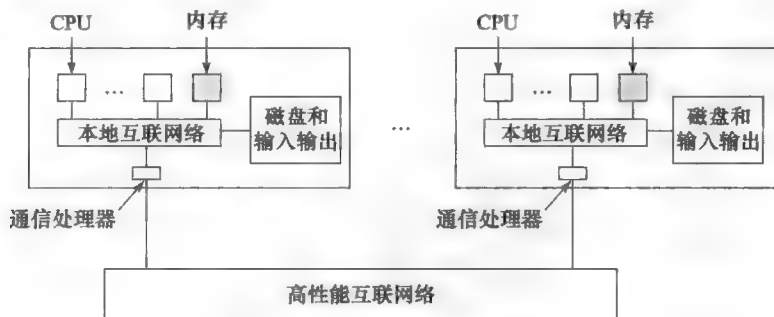 CPU 内存 CPU 内存
... ... ...
磁盘和 磁盘和
本地互联网络 输入输出 本地互联网络 输入输出
通信处理器 通信处理器
高性能互联网络